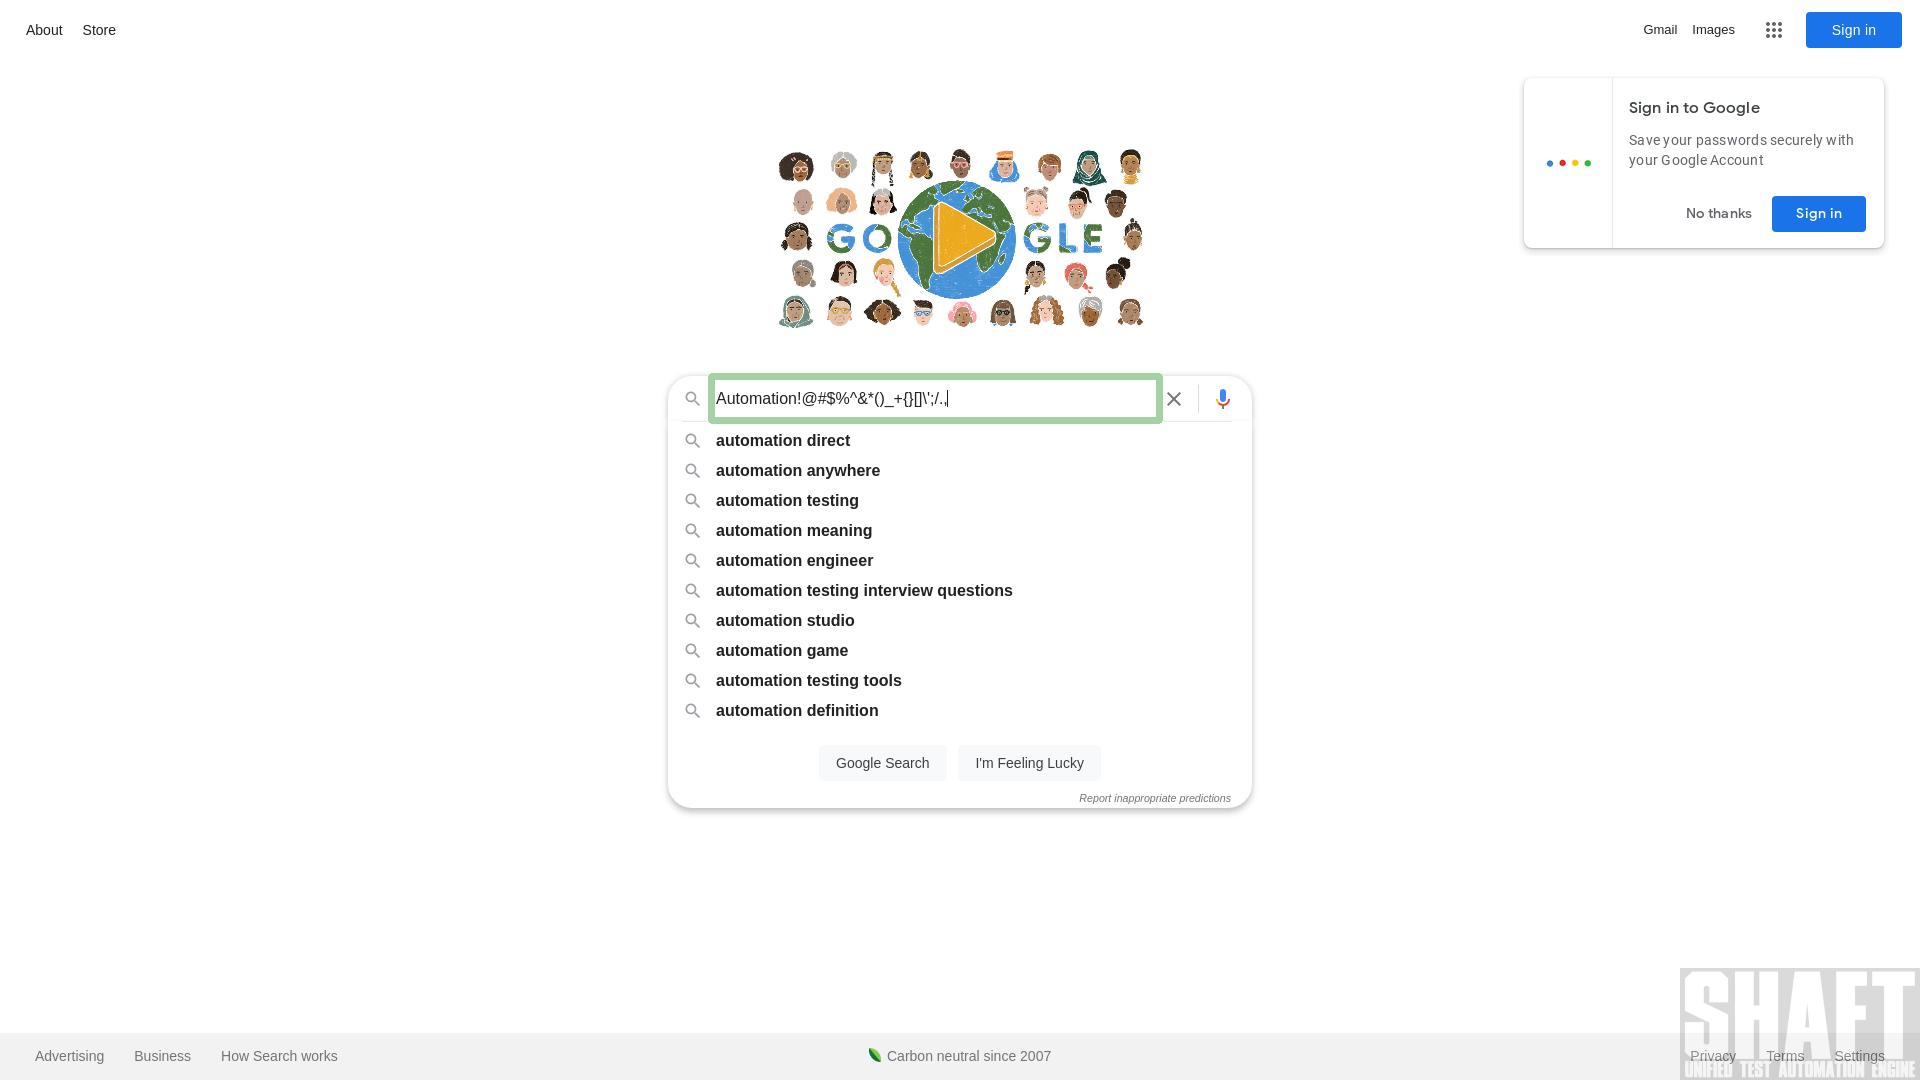 About Store
Gmail Images Sign in
Sign in to Google
Save your passwords securely with
your Google Account
No thanks Sign in
GO GLE
Automation!@#$%^&*()_+{}[]\';/.,
automation direct
automation anywhere
automation testing
automation meaning
automation engineer
automation testing interview questions
automation studio
automation game
automation testing tools
automation definition
Google Search I'm Feeling Lucky
Report inappropriate predictions
SHAFT
UNIFIED TEST AUTOMATION ENGINE
Advertising Business How Search works Carbon neutral since 2007 Privacy Terms Settings